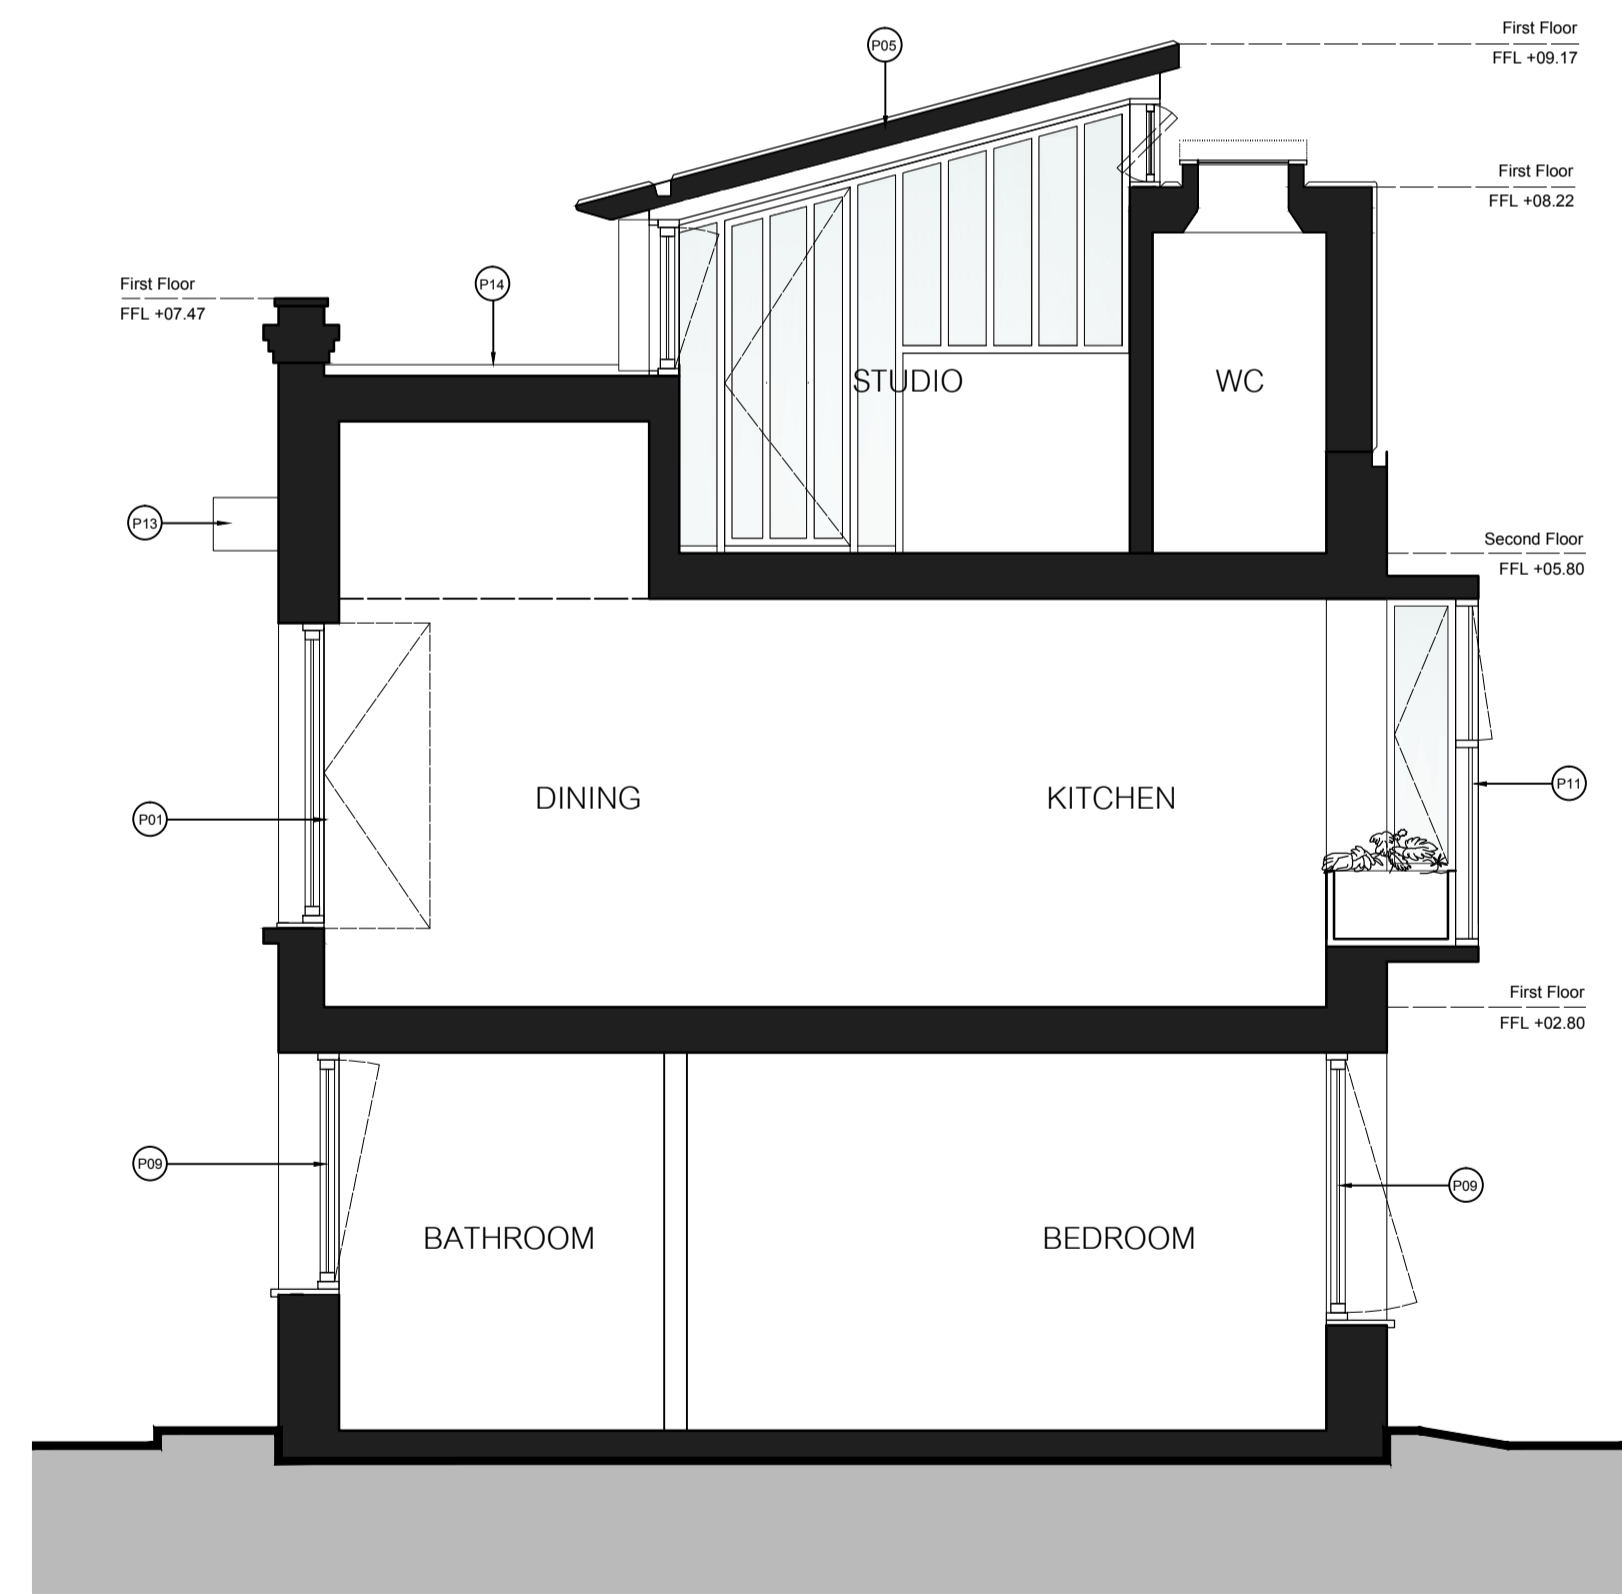 First Floor
FFL +09.17
P05
First Floor
FFL +08.22
First Floor
FFL +07.47
P14
STUDIO
WC
P13
Second Floor
FFL +05.80
DINING
KITCHEN
P11
P01
First Floor
FFL +02.80
P09
P09
BATHROOM
BEDROOM